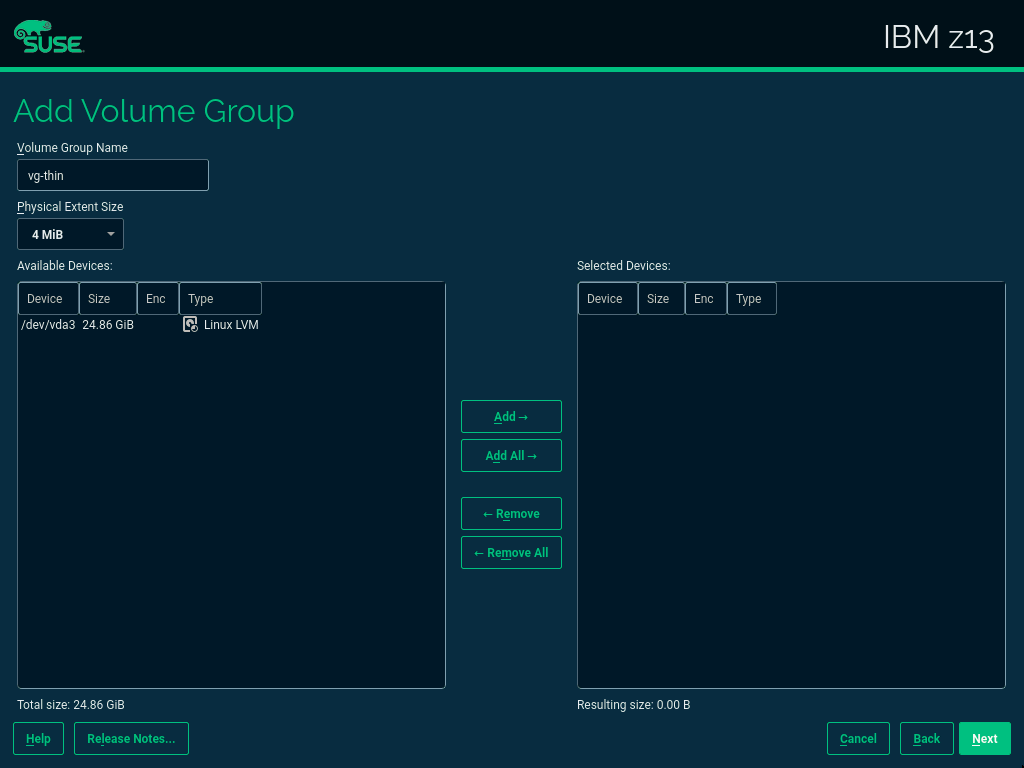 SUSE
IBM z13
Add Volume Group
Volume Group Name
vg-thin
Physical Extent Size
4 MiB
Available Devices:
Device Size Enc Type
/dev/vda3 24.86 GiB Linux LVM
Total size: 24.86 GiB
Add →
Add All →
← Remove
← Remove All
Selected Devices:
Device Size Enc Type
Resulting size: 0.00 B
Help Release Notes... Cancel Back Next